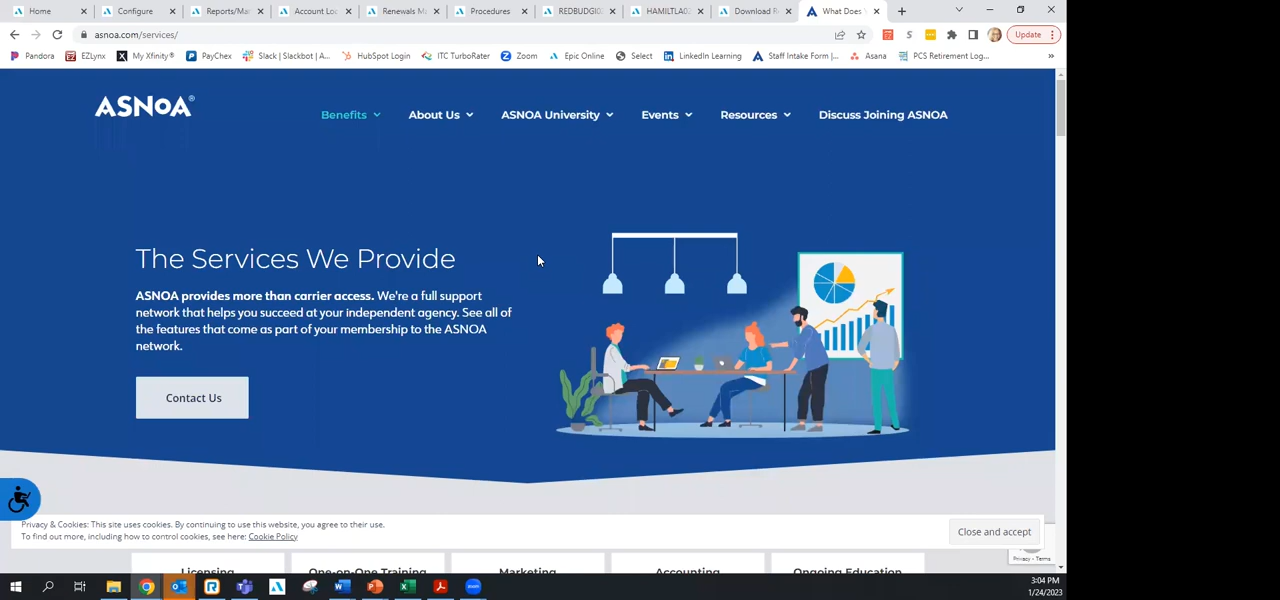 Home
Configure
Reports/Mar
Account Loc
Renewals Ma
Procedures
REDBUDGI02
HAMILTLA02
Download Re
What Does
asnoa.com/services/
Update
Pandora
EZLynx
My Xfinity®
PayChex
Slack | Slackbot | A...
HubSpot Login
ITC TurboRater
Zoom
Epic Online
Select
LinkedIn Learning
Staff Intake Form |...
Asana
PCS Retirement Log...
ASNOA®
Benefits
About Us
ASNOA University
Events
Resources
Discuss Joining ASNOA
The Services We Provide
ASNOA provides more than carrier access. We're a full support
network that helps you succeed at your independent agency. See all of
the features that come as part of your membership to the ASNOA
network.
Contact Us
Privacy & Cookies: This site uses cookies. By continuing to use this website, you agree to their use.
To find out more, including how to control cookies, see here: Cookie Policy
Close and accept
Privacy - Terms
Licensing
One-on-One Training
Marketing
Accounting
Ongoing Education
3:04 PM
1/24/2023